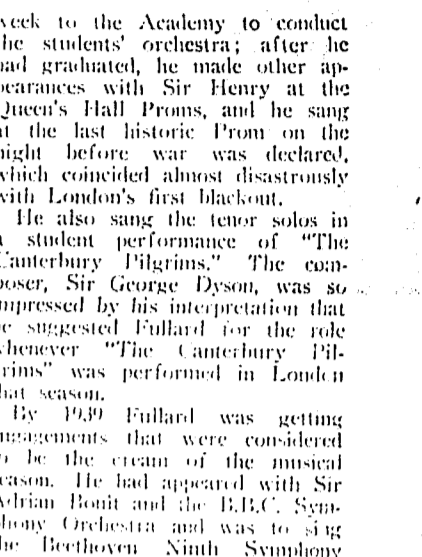 veek to the Academy to conduct
he students' orchestra; after he
had graduated, he made other ap-
pearances with Sir Henry at the
Queen's Hall Proms, and he sang
at the last historic Prom on the
night before war was declared,
which coincided almost disastrously
with London's first blackout.
He also sang the tenor solos in
a student performance of "The
Canterbury Pilgrims." The com-
poser, Sir George Dyson, was so
impressed by his interpretation that
he suggested Fullard for the role
whenever "The Canterbury Pil-
grims" was performed in London
that season.
By 1939 Fullard was getting
engagements that were considered
to be the cream of the musical
season. He had appeared with Sir
Adrian Boult and the B.B.C. Sym-
phony Orchestra and was to sing
the Beethoven Ninth Symphony